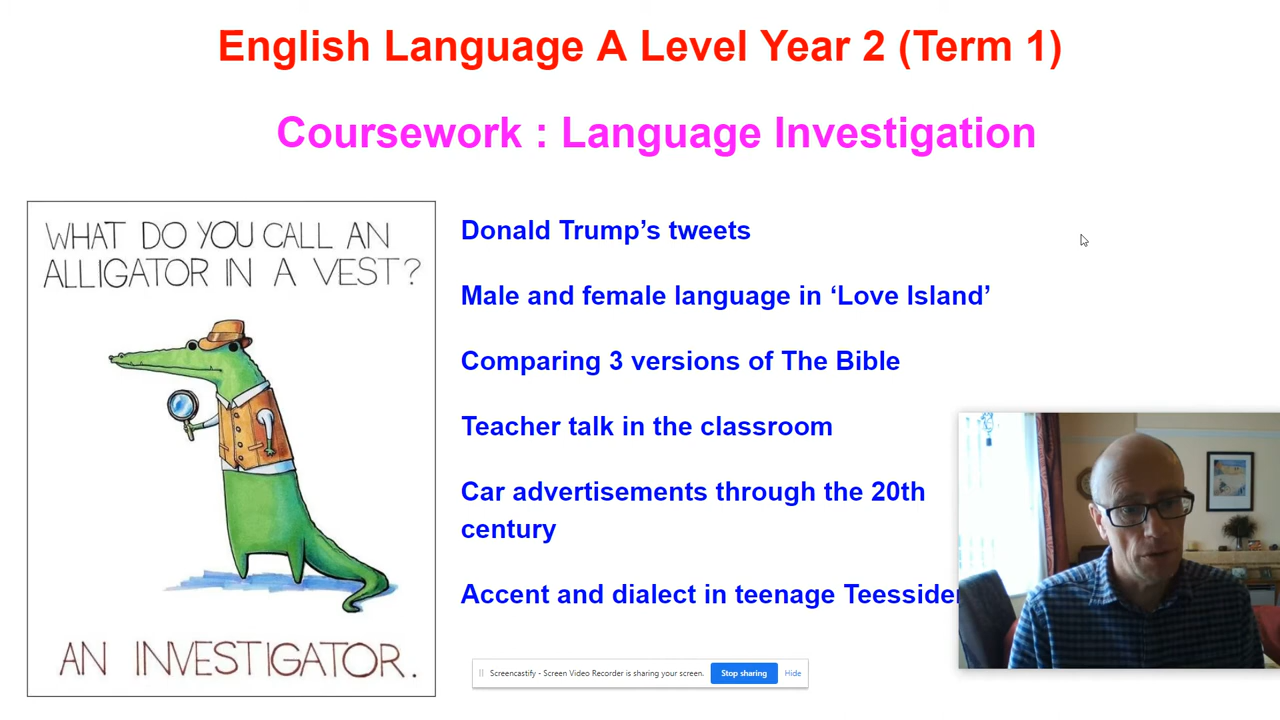 English Language A Level Year 2 (Term 1)
Coursework : Language Investigation
WHAT DO YOU CALL AN
ALLIGATOR IN A VEST?
AN INVESTIGATOR.
Donald Trump’s tweets
Male and female language in ‘Love Island’
Comparing 3 versions of The Bible
Teacher talk in the classroom
Car advertisements through the 20th
century
Accent and dialect in teenage
Screencastify - Screen Video Recorder is sharing your screen. Stop sharing Hide